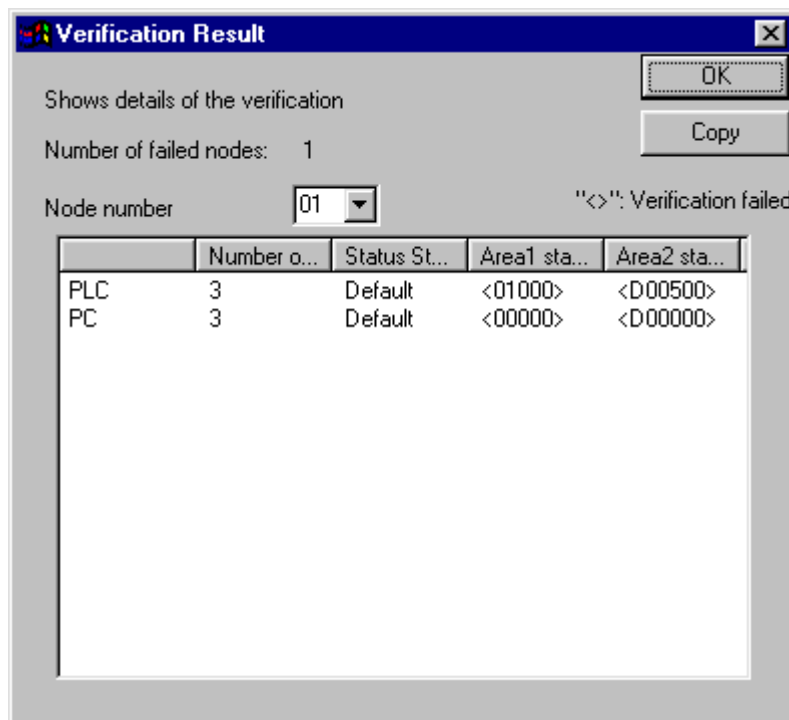 Verification Result
OK
Shows details of the verification
Copy
Number of failed nodes: 1
Node number 01 "<>": Verification failed
Number o... Status St... Area1 sta... Area2 sta...
PLC 3 Default <01000> <D00500>
PC 3 Default <00000> <D00000>